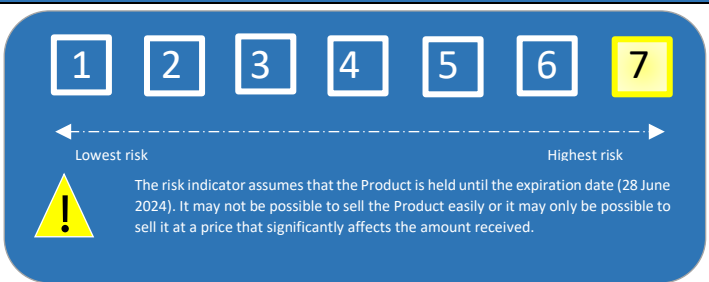 1 2 3 4 5 6 7
Lowest risk Highest risk
!
The risk indicator assumes that the Product is held until the expiration date (28 June
2024). It may not be possible to sell the Product easily or it may only be possible to
sell it at a price that significantly affects the amount received.